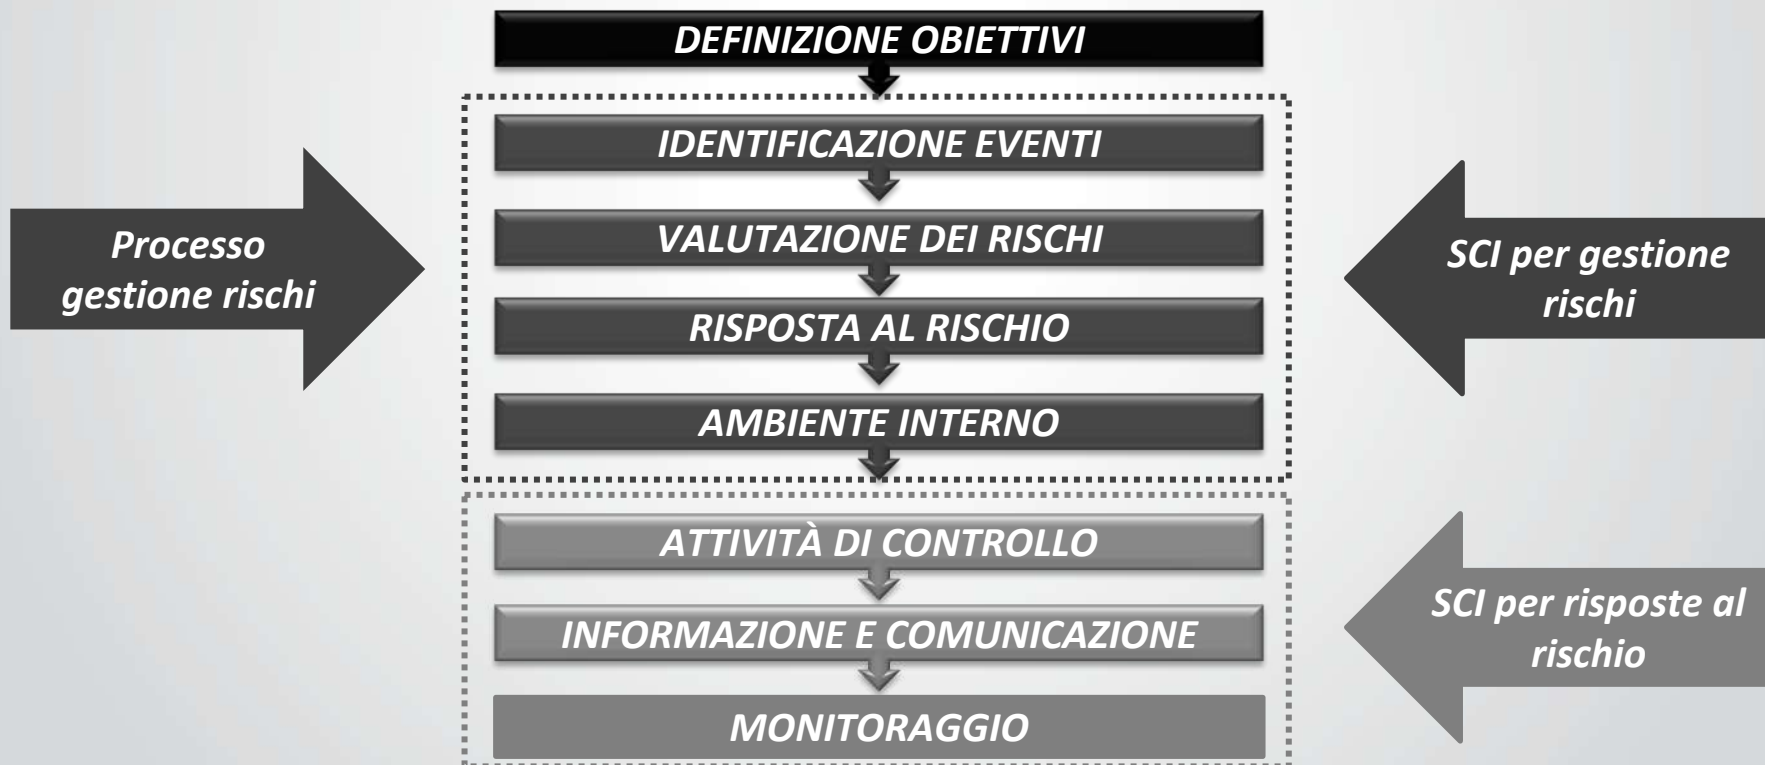 DEFINIZIONE OBIETTIVI
IDENTIFICAZIONE EVENTI
VALUTAZIONE DEI RISCHI
RISPOSTA AL RISCHIO
AMBIENTE INTERNO
Processo
gestione rischi
SCI per gestione
rischi
ATTIVITÀ DI CONTROLLO
INFORMAZIONE E COMUNICAZIONE
MONITORAGGIO
SCI per risposte al
rischio